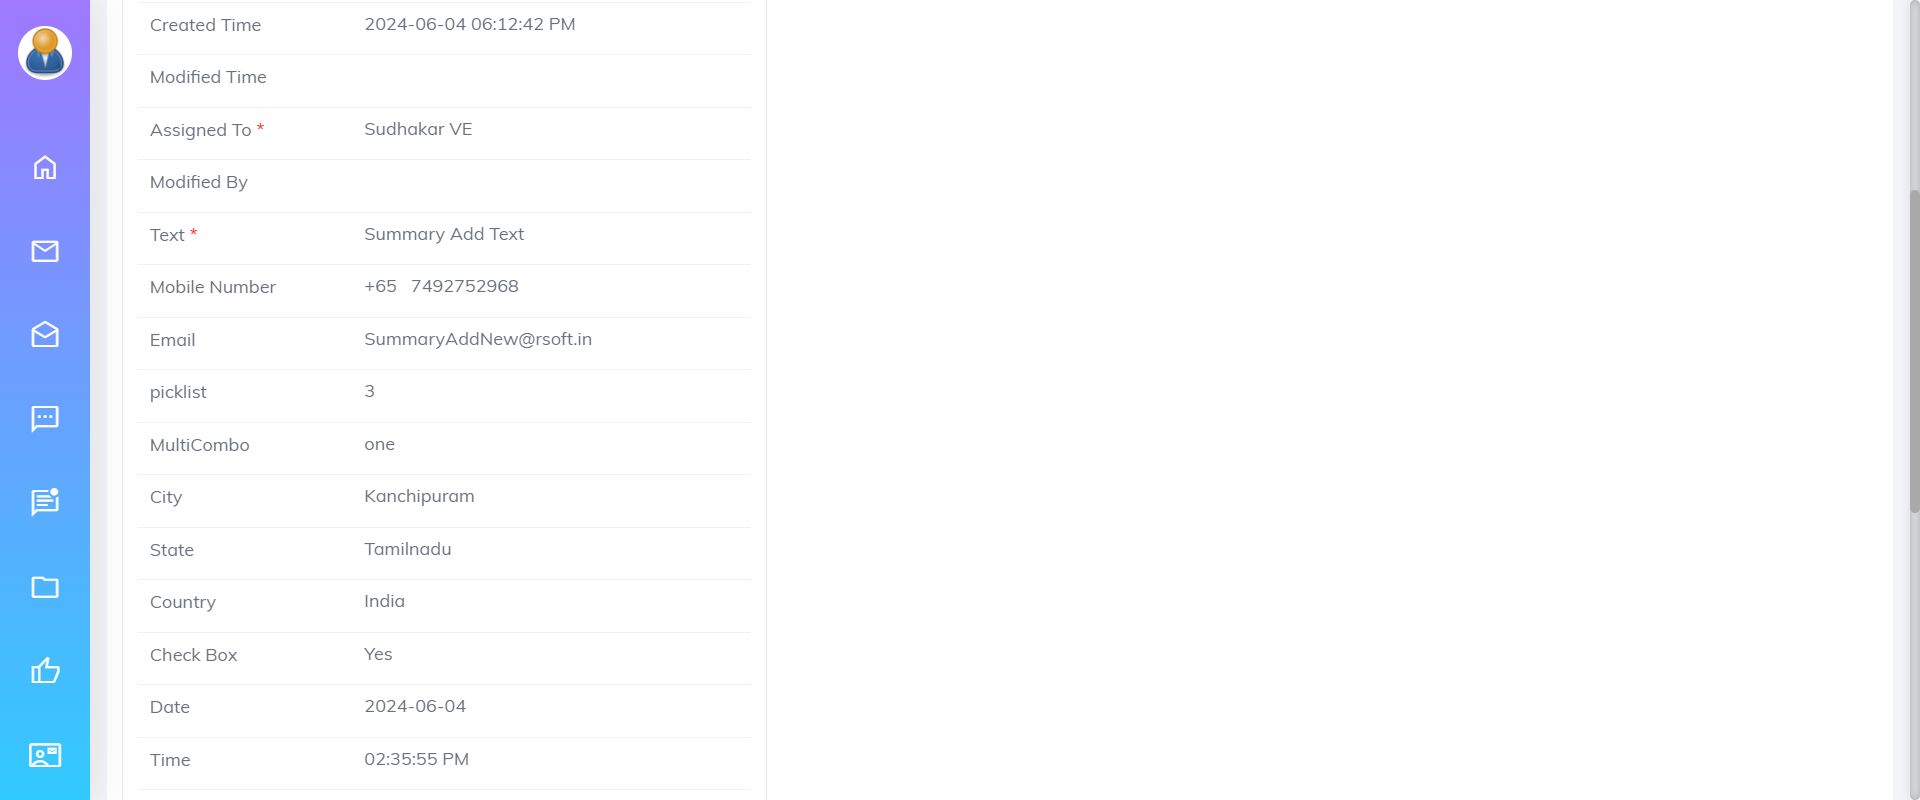 Created Time 2024-06-04 06:12:42 PM
Modified Time
Assigned To * Sudhakar VE
Modified By
Text * Summary Add Text
Mobile Number +65 7492752968
Email SummaryAddNew@rsoft.in
picklist 3
MultiCombo one
City Kanchipuram
State Tamilnadu
Country India
Check Box Yes
Date 2024-06-04
Time 02:35:55 PM